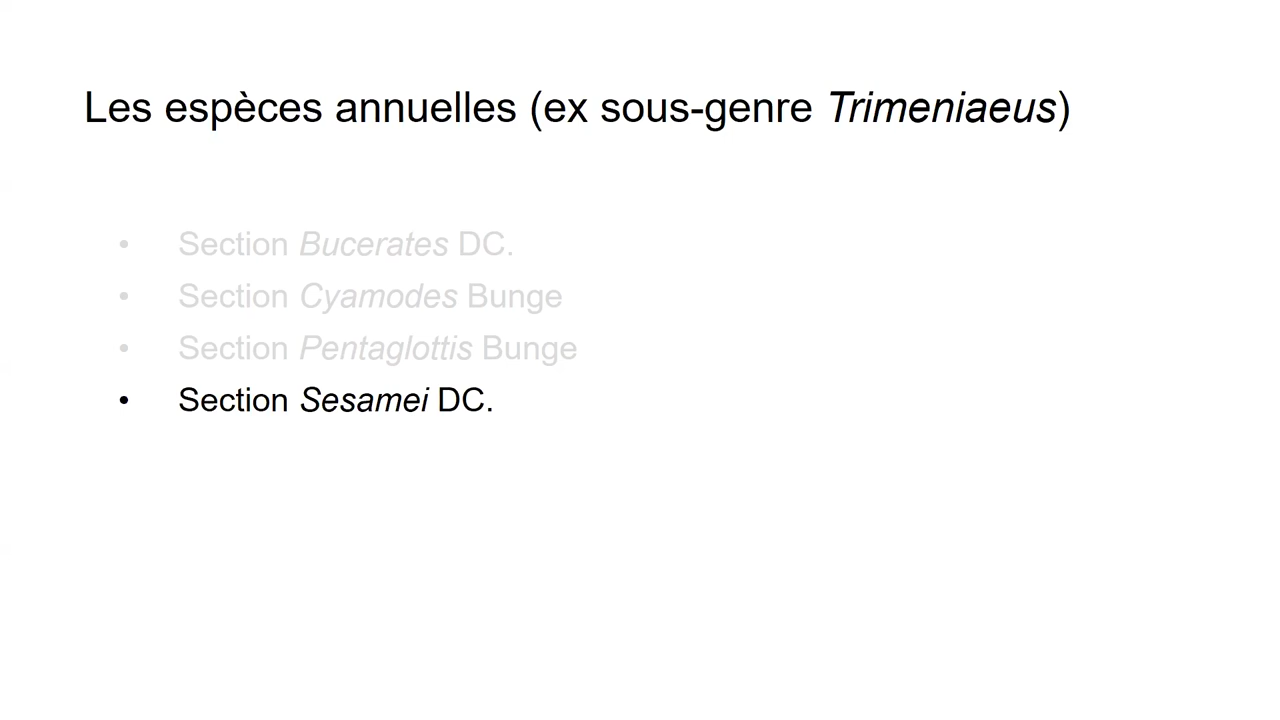 Les espèces annuelles (ex sous-genre Trimeniaeus)
• Section Bucerates DC.
• Section Cyamodes Bunge
• Section Pentaglottis Bunge
• Section Sesamei DC.